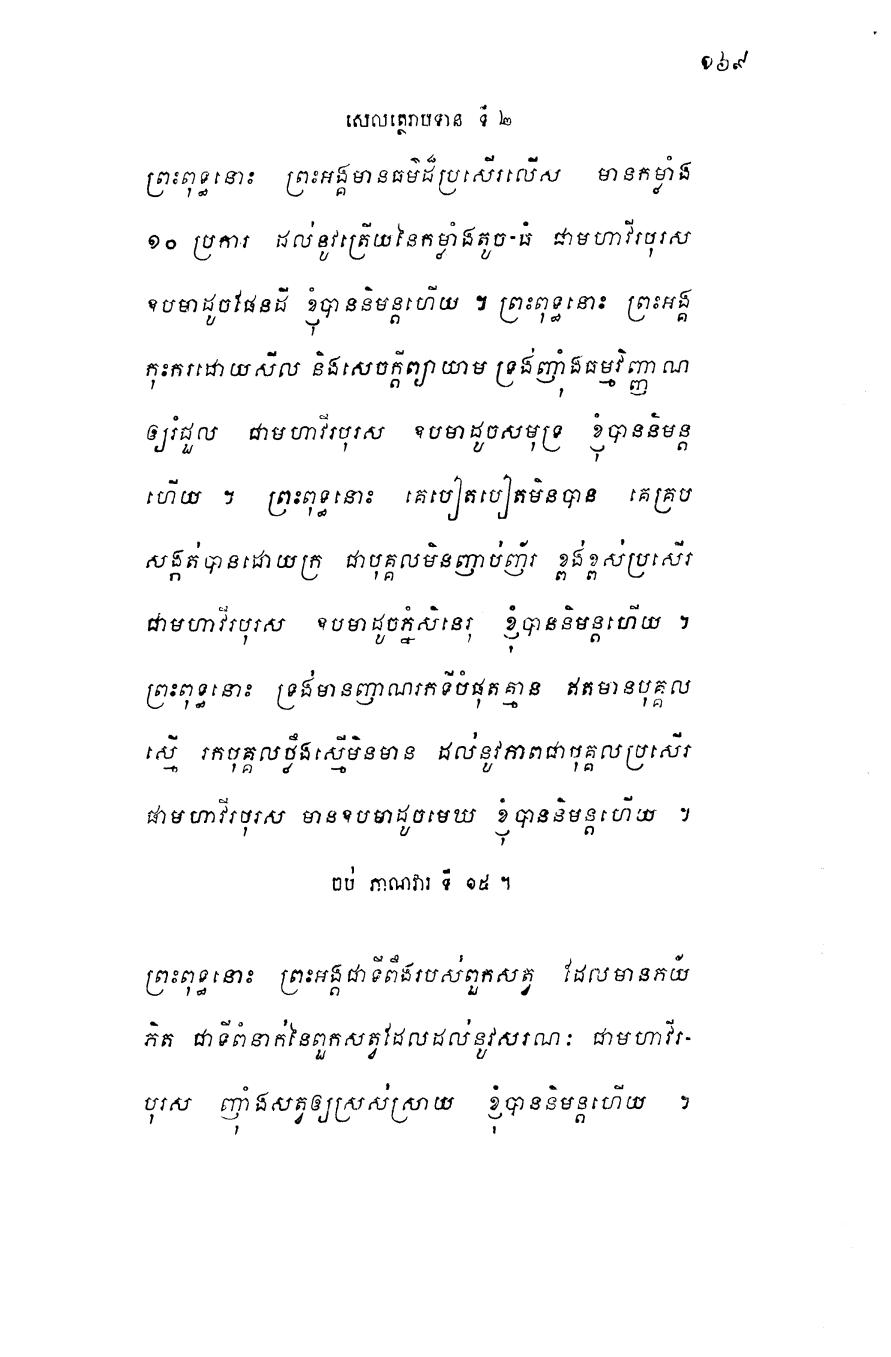 ១៦៩
សេលត្ថេរាបទាន ទី ២
ព្រះពុទ្ធនោះ ព្រះអង្គមានធម៌ដ៏ប្រសើរលើស មានកម្លាំង
១០ ប្រការ ដល់នូវត្រើយនៃកម្លាំងតូច-ធំ ជាមហាវីរបុរស
ឧបមាដូចផែនដី ខ្ញុំបាននិមន្តហើយ ។ ព្រះពុទ្ធនោះ ព្រះអង្គ
កុះករដោយសីល និងសេចក្តីព្យាយាម ទ្រង់ញ៉ាំងធម្មវិញ្ញាណ
ឲ្យរំជួល ជាមហាវីរបុរស ឧបមាដូចសមុទ្រ ខ្ញុំបាននិមន្ត
ហើយ ។ ព្រះពុទ្ធនោះ គេបៀតបៀតមិនបាន គេគ្រប
សង្កត់បានដោយក្រ ជាបុគ្គលមិនញាប់ញ័រ ខ្ពង់ខ្ពស់ប្រសើរ
ជាមហាវីរបុរស ឧបមាដូចភ្នំសិនេរុ ខ្ញុំបាននិមន្តហើយ ។
ព្រះពុទ្ធនោះ ទ្រង់មានញាណរកទីបំផុតគ្មាន ឥតមានបុគ្គល
ស្មើ រកបុគ្គលថ្លឹងស្មើមិនមាន ដល់នូវភាពជាបុគ្គលប្រសើរ
ជាមហាវីរបុរស មានឧបមាដូចមេឃ ខ្ញុំបាននិមន្តហើយ ។
ចប់ ភាណវារ ទី ១៥ ។
ព្រះពុទ្ធនោះ ព្រះអង្គជាទីពឹងរបស់ពួកសត្វ ដែលមានភយ័
ភិត ជាទីពំនាក់នៃពួកសត្វដែលដល់នូវសរណៈ ជាមហាវីរ-
បុរស ញ៉ាំងសត្វឲ្យស្រស់ស្រាយ ខ្ញុំបាននិមន្តហើយ ។